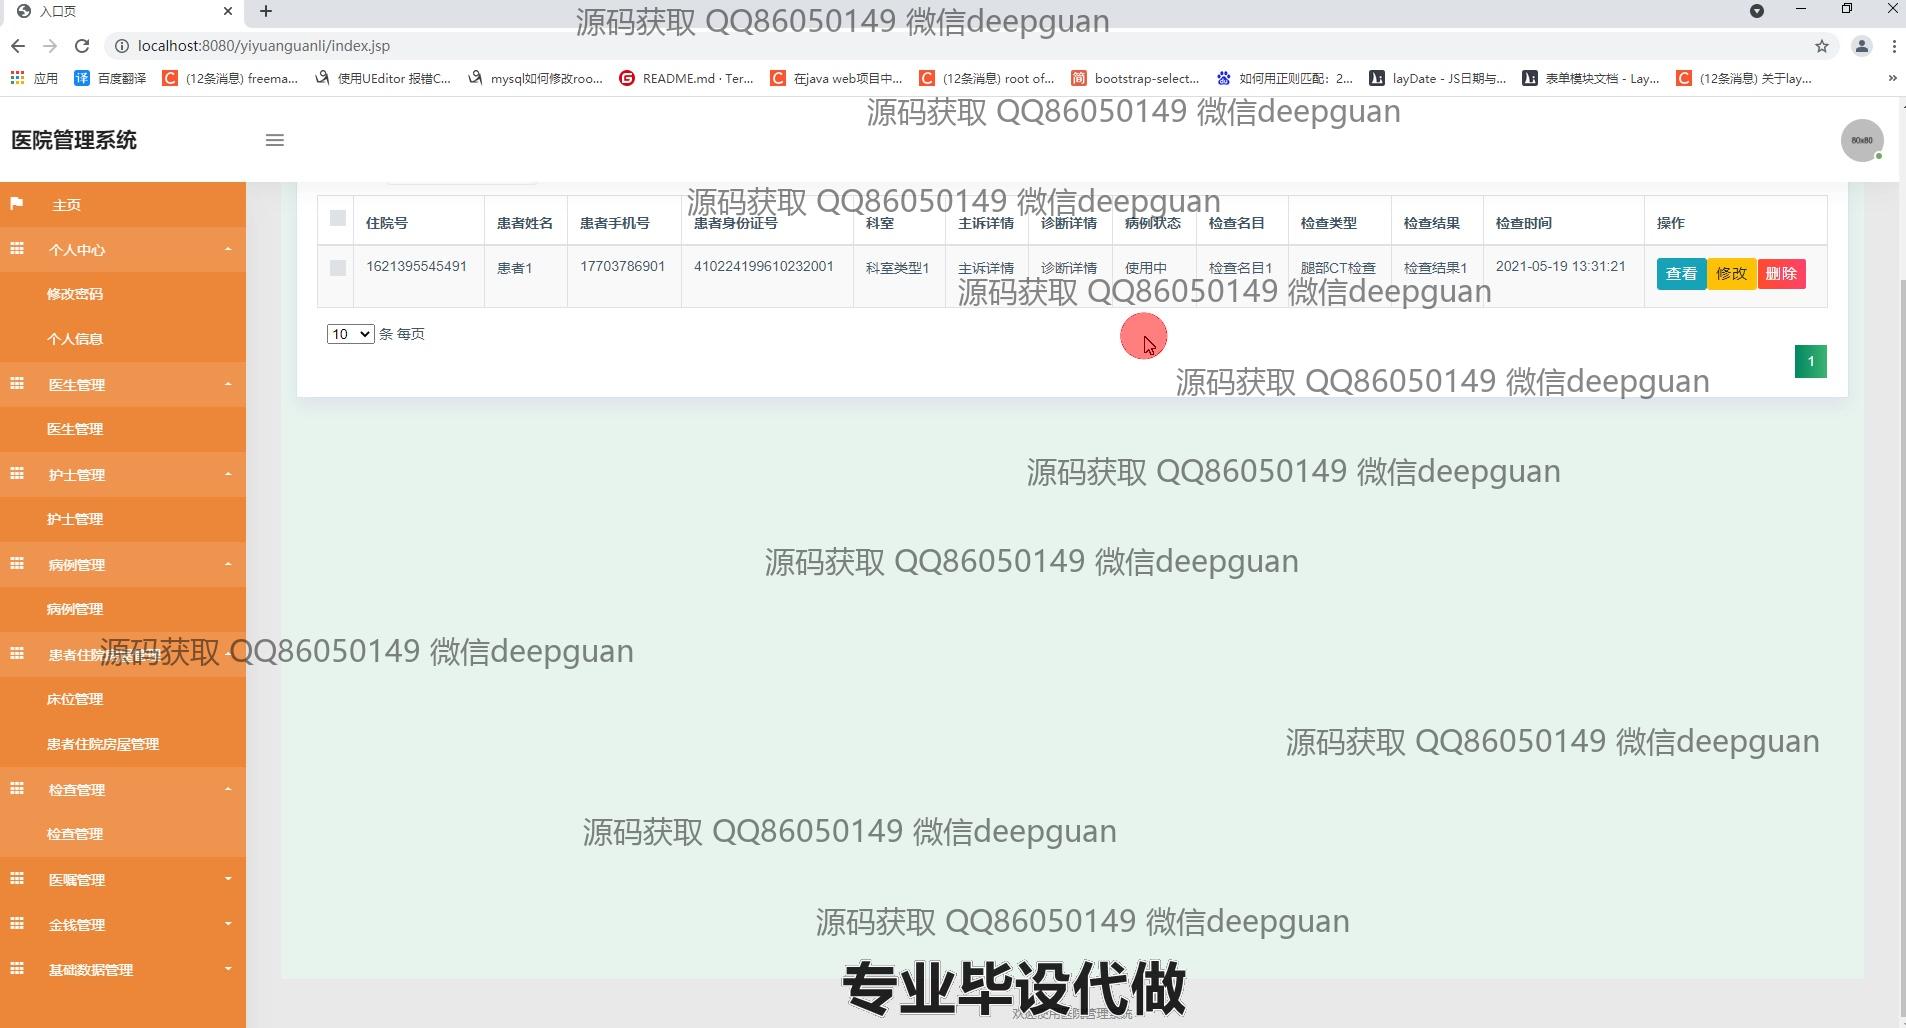 入口页
源码获取 QQ86050149 微信deepguan
localhost:8080/yiyuanguanli/index.jsp
应用 百度翻译 (12条消息) freema... 使用UEditor 报错C... mysql如何修改roo... README.md · Ter... 在java web项目中... (12条消息) root of... bootstrap-select... 如何用正则匹配：2... layDate - JS日期与... 表单模块文档 - Lay... (12条消息) 关于lay... »
源码获取 QQ86050149 微信deepguan
医院管理系统
80x80
源码获取 QQ86050149 微信deepguan
主页
住院号 患者姓名 患者手机号 患者身份证号 科室 主诉详情 诊断详情 病例状态 检查名目 检查类型 检查结果 检查时间 操作
个人中心
1621395545491 患者1 17703786901 410224199610232001 科室类型1 主诉详情 诊断详情 使用中 检查名目1 腿部CT检查 检查结果1 2021-05-19 13:31:21 查看 修改 删除
源码获取 QQ86050149 微信deepguan
修改密码
10 条 每页
个人信息
1
源码获取 QQ86050149 微信deepguan
医生管理
医生管理
源码获取 QQ86050149 微信deepguan
护士管理
护士管理
源码获取 QQ86050149 微信deepguan
病例管理
病例管理
源码获取 QQ86050149 微信deepguan
患者住院房屋管理
床位管理
患者住院房屋管理
源码获取 QQ86050149 微信deepguan
检查管理
检查管理
源码获取 QQ86050149 微信deepguan
医嘱管理
金钱管理
源码获取 QQ86050149 微信deepguan
基础数据管理
专业毕设代做
欢迎使用医院管理系统